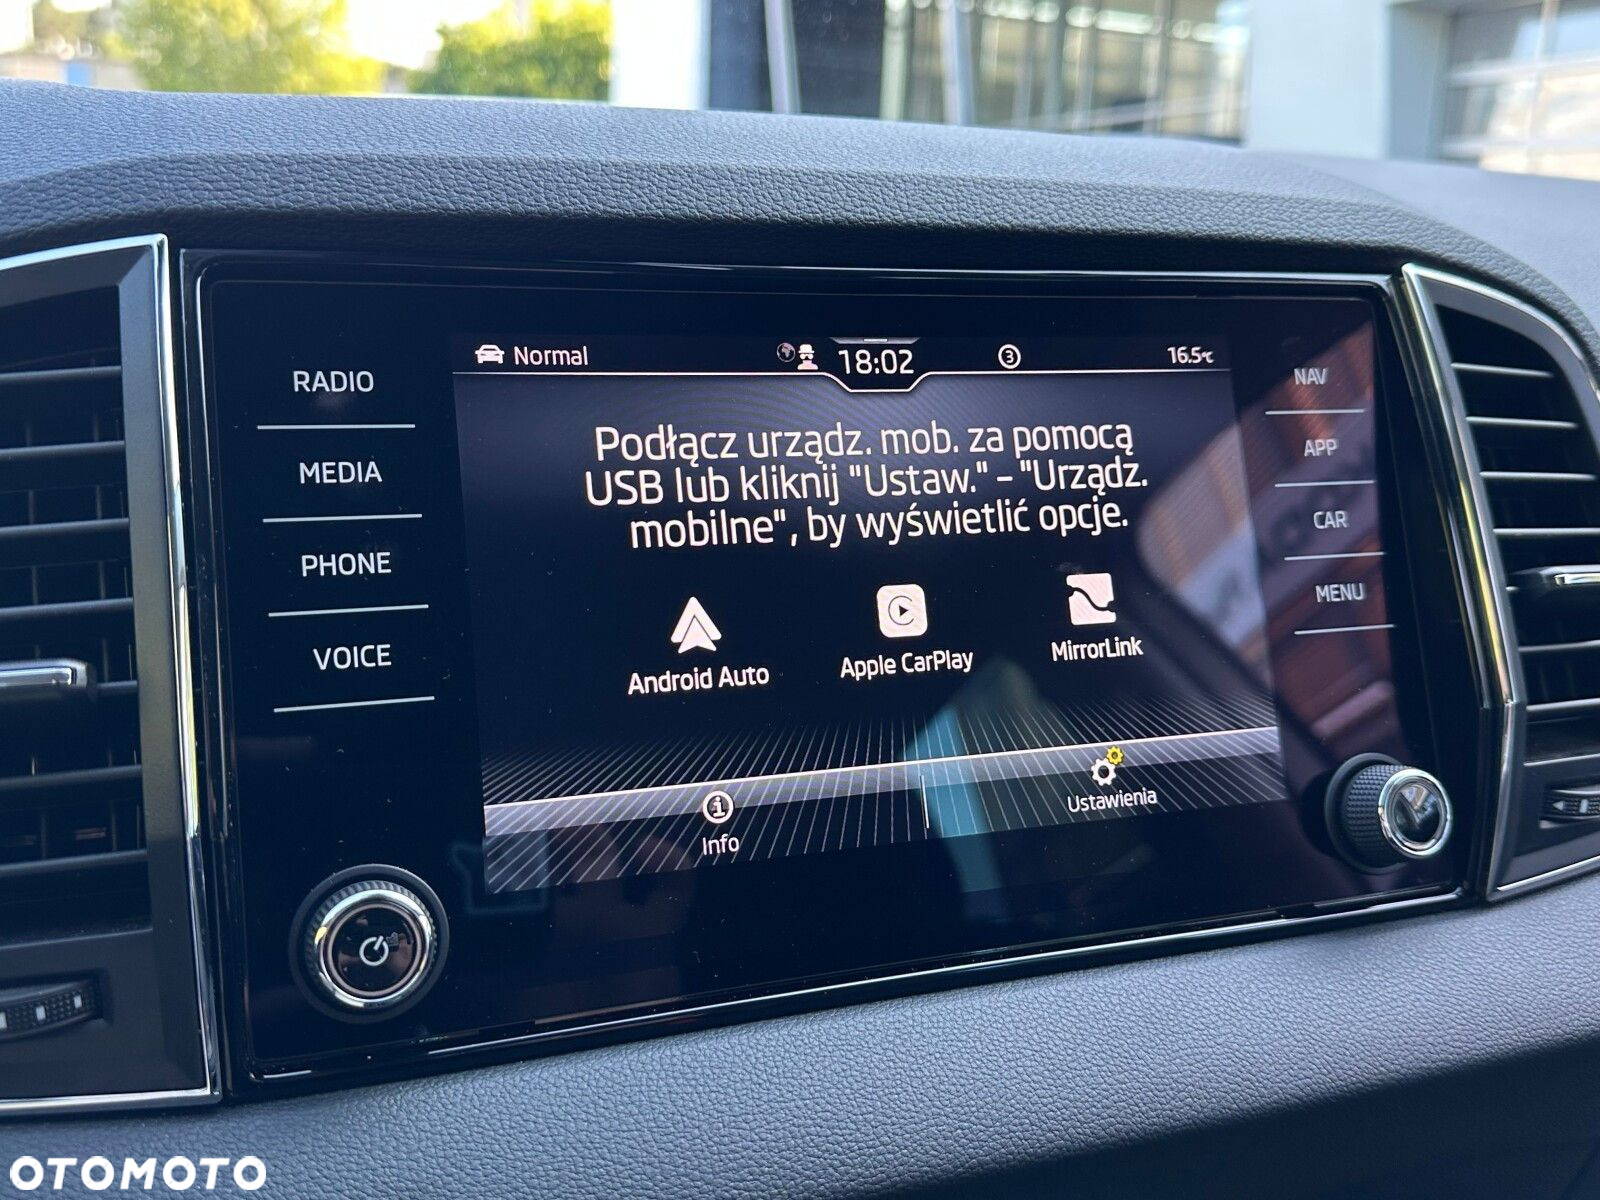 Normal
18:02
3
16.5°C
RADIO
MEDIA
PHONE
VOICE
Podłącz urządz. mob. za pomocą
USB lub kliknij "Ustaw." - "Urządz.
mobilne", by wyświetlić opcje.
Android Auto
Apple CarPlay
MirrorLink
Info
Ustawienia
NAV
APP
CAR
MENU
OTOMOTO